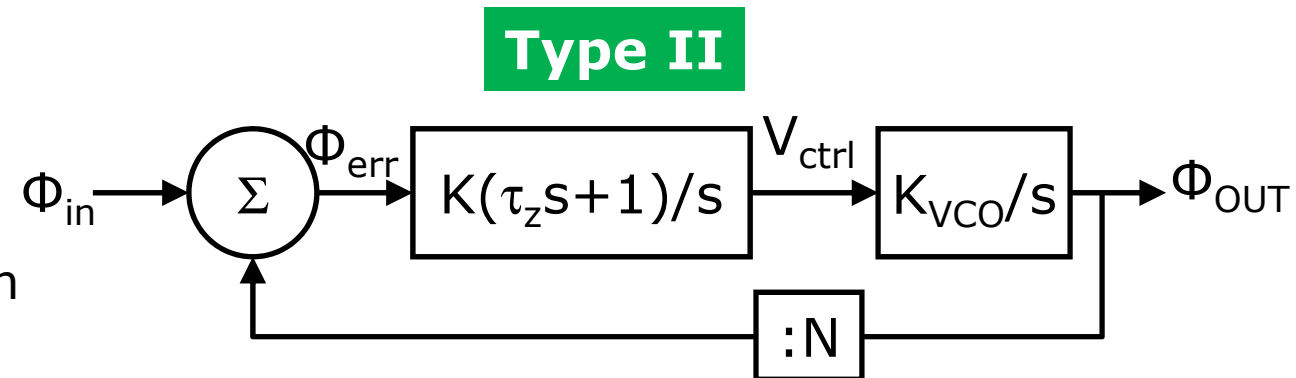 Type II
Φin
Σ
Φerr
K(τzs+1)/s
Vctrl
KVCO/s
ΦOUT
n
:N